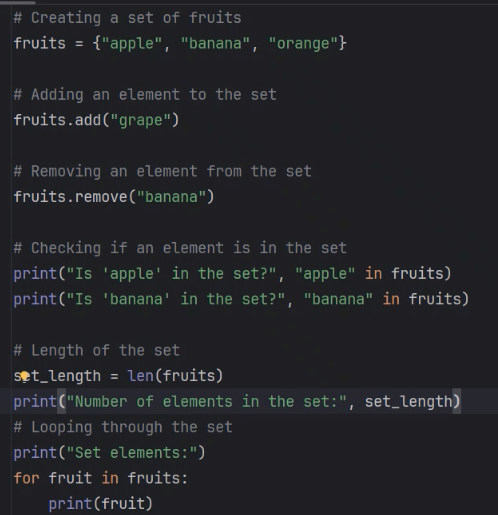 # Creating a set of fruits
fruits = {"apple", "banana", "orange"}

# Adding an element to the set
fruits.add("grape")

# Removing an element from the set
fruits.remove("banana")

# Checking if an element is in the set
print("Is 'apple' in the set?", "apple" in fruits)
print("Is 'banana' in the set?", "banana" in fruits)

# Length of the set
set_length = len(fruits)
print("Number of elements in the set:", set_length)
# Looping through the set
print("Set elements:")
for fruit in fruits:
    print(fruit)